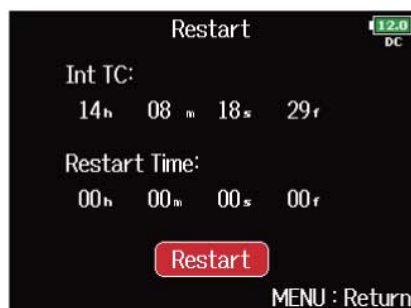 Restart
12.0
DC
Int TC:
14h 08m 18s 29f
Restart Time:
00h 00m 00s 00f
Restart
MENU : Return